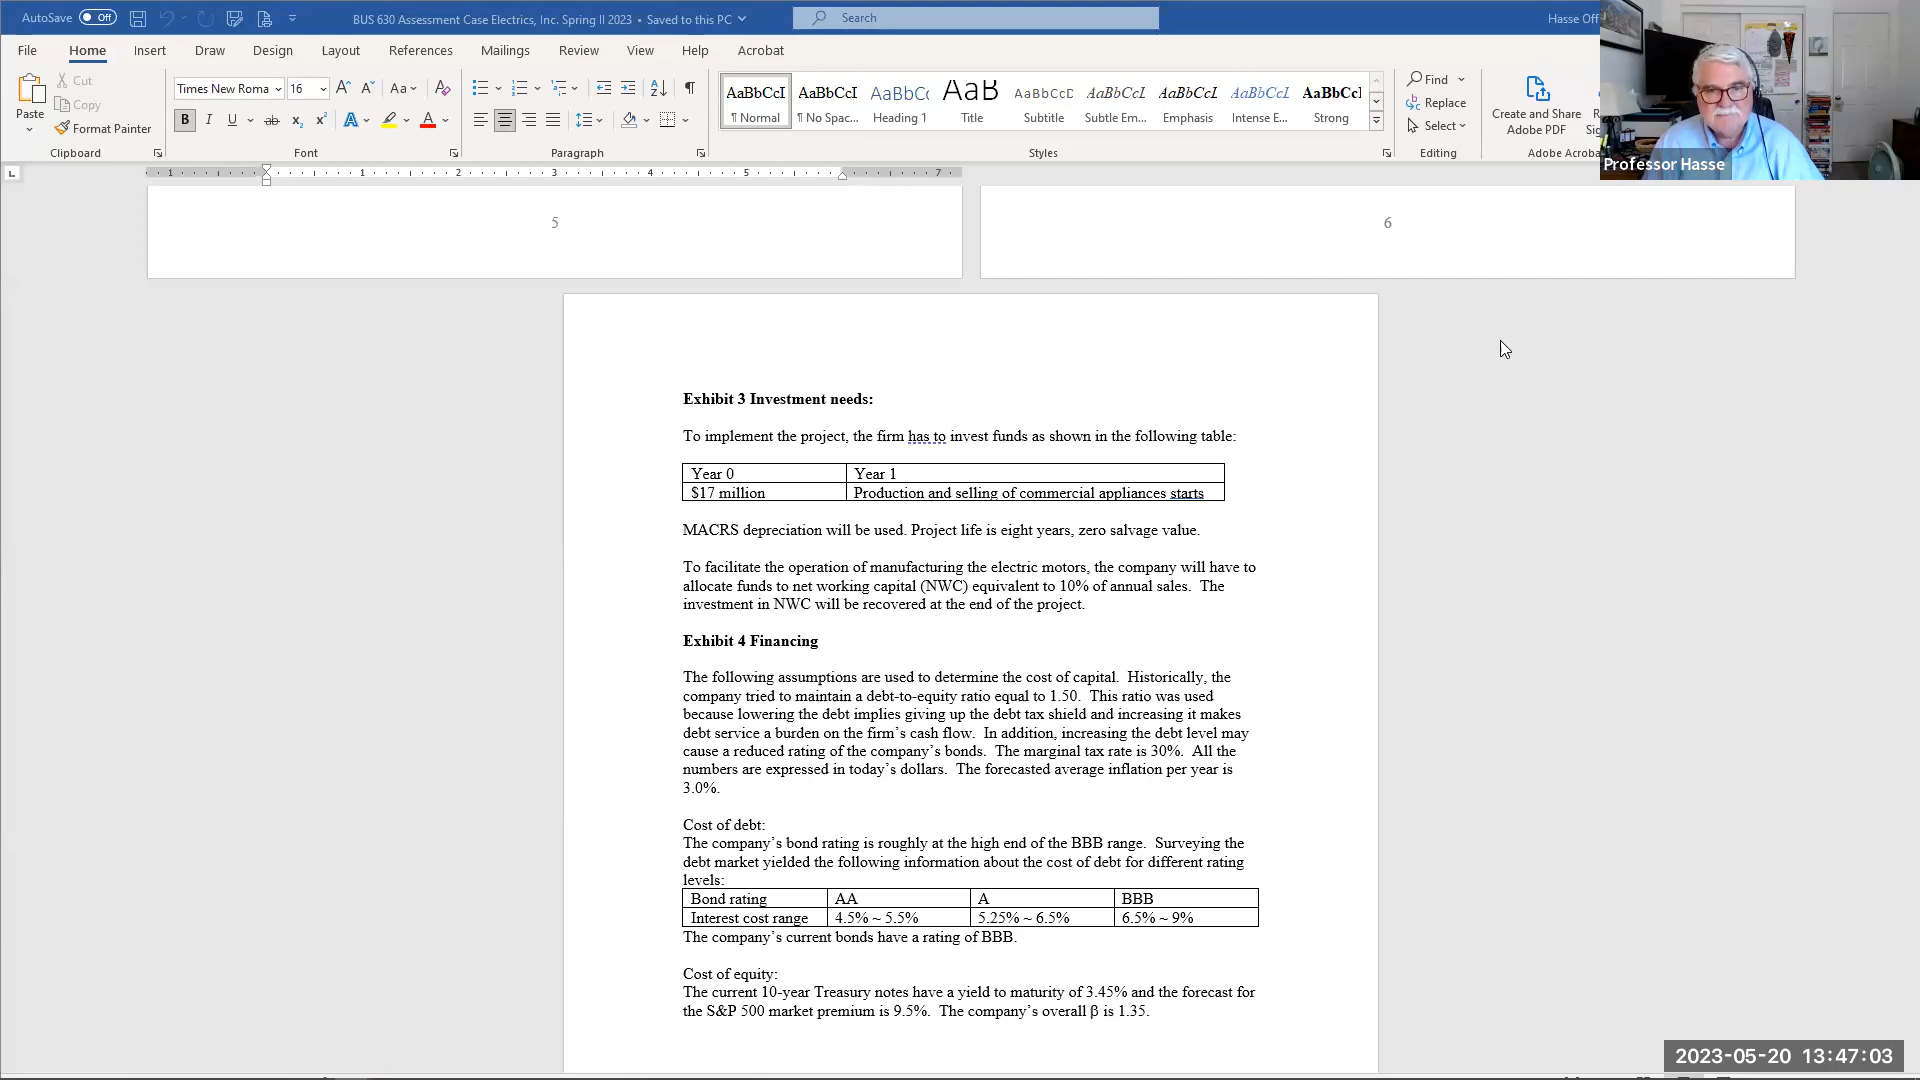 AutoSave Off BUS 630 Assessment Case Electrics, Inc. Spring II 2023 • Saved to this PC Search Hasse Off
File Home Insert Draw Design Layout References Mailings Review View Help Acrobat
Paste Cut Copy Format Painter
Times New Roma 16 Aa
AaBbCcI AaBbCcI AaBbCc AaB AaBbCcD AaBbCcL AaBbCcL AaBbCcL AaBbCcI
¶ Normal ¶ No Spac... Heading 1 Title Subtitle Subtle Em... Emphasis Intense E... Strong
Find
Replace
Select
Create and Share
Adobe PDF
Clipboard Font Paragraph Styles Editing Adobe Acroba
Professor Hasse
1 1 2 3 4 5 7
5 6
Exhibit 3 Investment needs:
To implement the project, the firm has to invest funds as shown in the following table:
Year 0 Year 1
$17 million Production and selling of commercial appliances starts
MACRS depreciation will be used. Project life is eight years, zero salvage value.
To facilitate the operation of manufacturing the electric motors, the company will have to
allocate funds to net working capital (NWC) equivalent to 10% of annual sales. The
investment in NWC will be recovered at the end of the project.
Exhibit 4 Financing
The following assumptions are used to determine the cost of capital. Historically, the
company tried to maintain a debt-to-equity ratio equal to 1.50. This ratio was used
because lowering the debt implies giving up the debt tax shield and increasing it makes
debt service a burden on the firm's cash flow. In addition, increasing the debt level may
cause a reduced rating of the company's bonds. The marginal tax rate is 30%. All the
numbers are expressed in today's dollars. The forecasted average inflation per year is
3.0%.
Cost of debt:
The company's bond rating is roughly at the high end of the BBB range. Surveying the
debt market yielded the following information about the cost of debt for different rating
levels:
Bond rating AA A BBB
Interest cost range 4.5% ~ 5.5% 5.25% ~ 6.5% 6.5% ~ 9%
The company's current bonds have a rating of BBB.
Cost of equity:
The current 10-year Treasury notes have a yield to maturity of 3.45% and the forecast for
the S&P 500 market premium is 9.5%. The company's overall β is 1.35.
2023-05-20 13:47:03